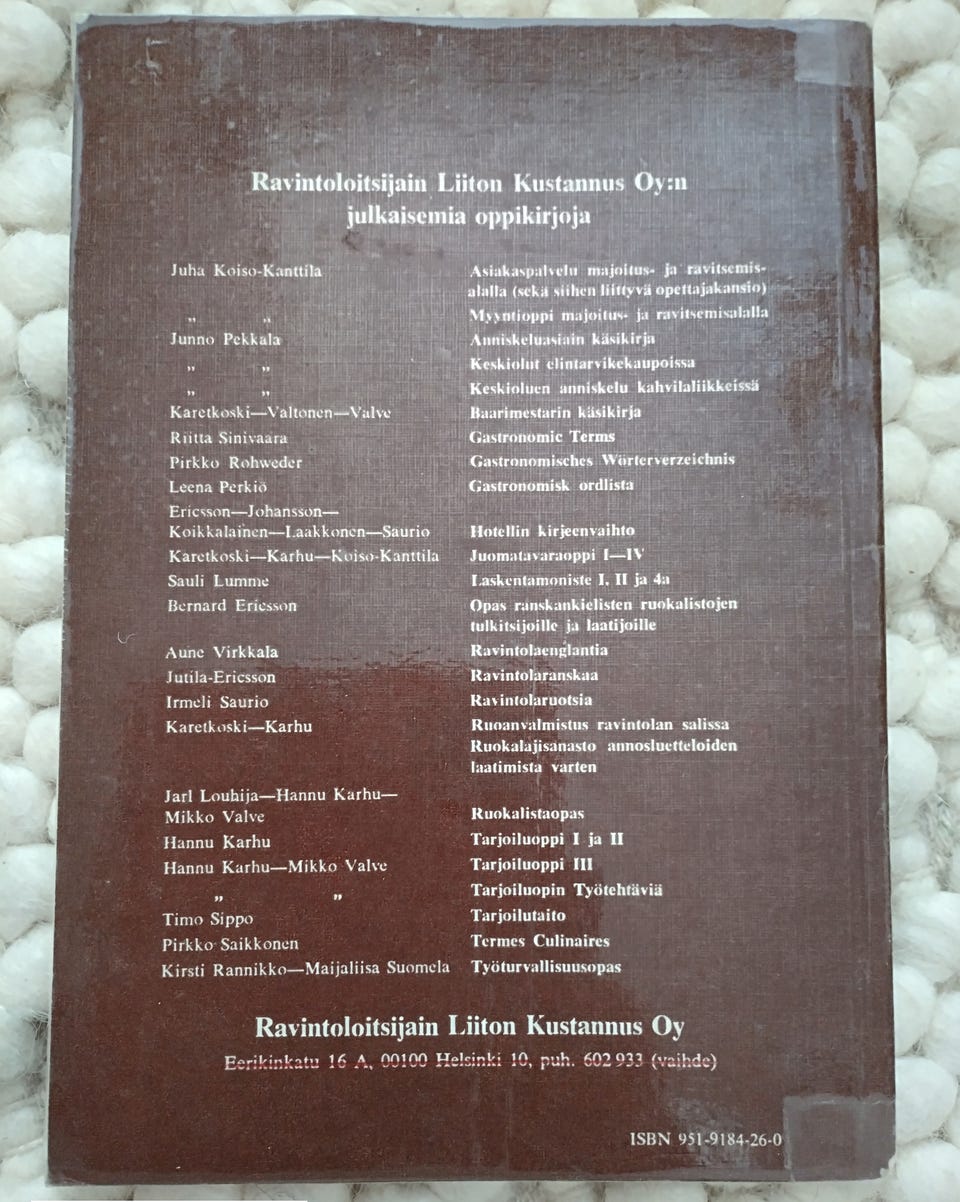 Ravintoloitsijain Liiton Kustannus Oy:n
julkaisemia oppikirjoja
Juha Koiso-Kanttila Asiakaspalvelu majoitus- ja ravitsemis-
alalla (sekä siihen liittyvä opettajakansio)
„ „ Myyntioppi majoitus- ja ravitsemisalalla
Junno Pekkala Anniskeluasiain käsikirja
„ „ Keskiolut elintarvikekaupoissa
„ „ Keskioluen anniskelu kahvilaliikkeissä
Karetkoski—Valtonen—Valve Baarimestarin käsikirja
Riitta Sinivaara Gastronomic Terms
Pirkko Rohweder Gastronomisches Wörterverzeichnis
Leena Perkiö Gastronomisk ordlista
Ericsson—Johansson—
Koikkalainen—Laakkonen—Saurio Hotellin kirjeenvaihto
Karetkoski—Karhu—Koiso-Kanttila Juomatavaraoppi I—IV
Sauli Lumme Laskentamoniste I, II ja 4a
Bernard Ericsson Opas ranskankielisten ruokalistojen
tulkitsijoille ja laatijoille
Aune Virkkala Ravintolaenglantia
Jutila-Ericsson Ravintolaranskaa
Irmeli Saurio Ravintolaruotsia
Karetkoski—Karhu Ruoanvalmistus ravintolan salissa
Ruokalajisanasto annosluetteloiden
laatimista varten
Jarl Louhija—Hannu Karhu—
Mikko Valve Ruokalistaopas
Hannu Karhu Tarjoiluoppi I ja II
Hannu Karhu—Mikko Valve Tarjoiluoppi III
„ „ Tarjoiluopin Työtehtäviä
Timo Sippo Tarjoilutaito
Pirkko Saikkonen Termes Culinaires
Kirsti Rannikko—Maijaliisa Suomela Työturvallisuusopas
Ravintoloitsijain Liiton Kustannus Oy
Eerikinkatu 16 A, 00100 Helsinki 10, puh. 602 933 (vaihde)
ISBN 951-9184-26-0